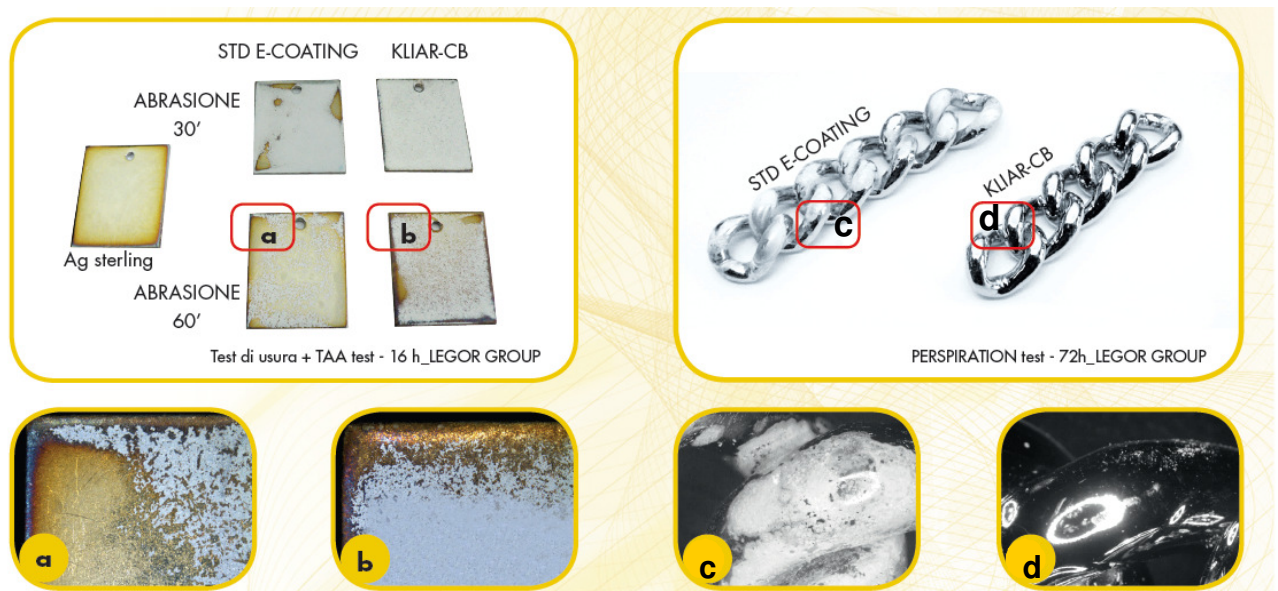 STD E-COATING
KLIAR-CB
ABRASIONE
30’
Ag sterling
a
b
ABRASIONE
60’
Test di usura + TAA test - 16 h_LEGOR GROUP
STD E-COATING
KLIAR-CB
c
d
PERSPIRATION test - 72h_LEGOR GROUP
a
b
c
d